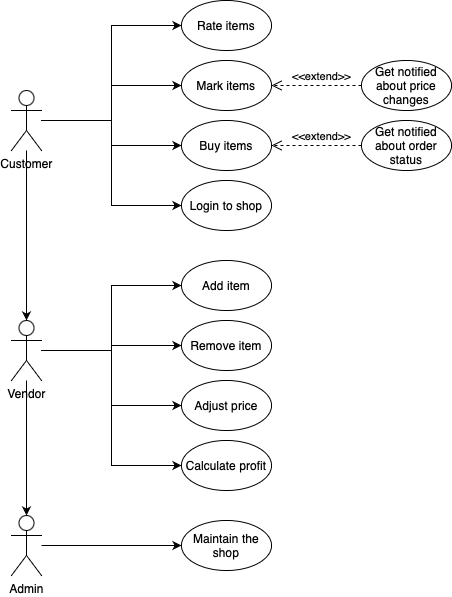 Rate items
Mark items
<<extend>>
Get notified
about price
changes
Customer
Buy items
<<extend>>
Get notified
about order
status
Login to shop
Add item
Vendor
Remove item
Adjust price
Calculate profit
Admin
Maintain the
shop